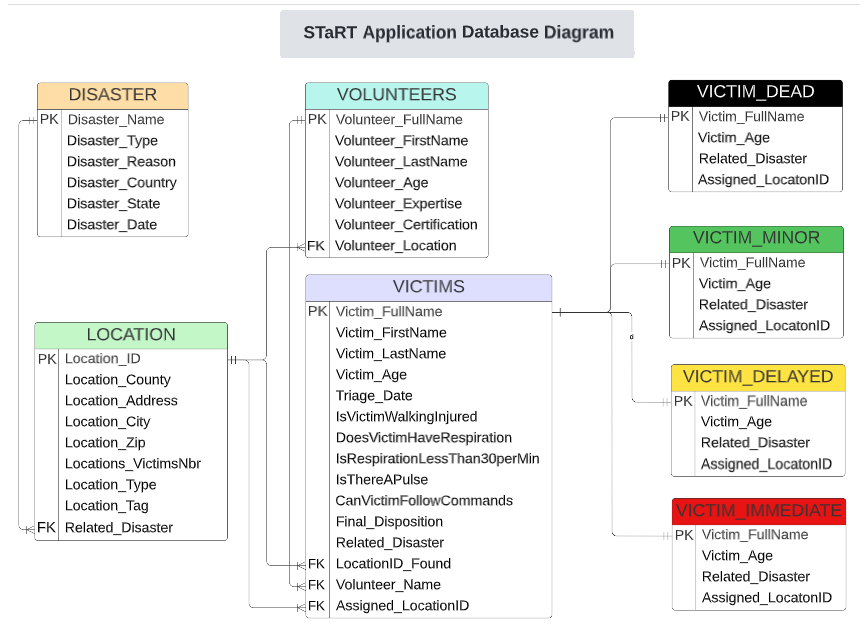 STaRT Application Database Diagram
DISASTER
PK Disaster_Name
Disaster_Type
Disaster_Reason
Disaster_Country
Disaster_State
Disaster_Date
LOCATION
PK Location_ID
Location_County
Location_Address
Location_City
Location_Zip
Locations_VictimsNbr
Location_Type
Location_Tag
FK Related_Disaster
VOLUNTEERS
PK Volunteer_FullName
Volunteer_FirstName
Volunteer_LastName
Volunteer_Age
Volunteer_Expertise
Volunteer_Certification
FK Volunteer_Location
VICTIMS
PK Victim_FullName
Victim_FirstName
Victim_LastName
Victim_Age
Triage_Date
IsVictimWalkingInjured
DoesVictimHaveRespiration
IsRespirationLessThan30perMin
IsThereAPulse
CanVictimFollowCommands
Final_Disposition
Related_Disaster
FK LocationID_Found
FK Volunteer_Name
FK Assigned_LocationID
VICTIM_DEAD
PK Victim_FullName
Victim_Age
Related_Disaster
Assigned_LocatonID
VICTIM_MINOR
PK Victim_FullName
Victim_Age
Related_Disaster
Assigned_LocatonID
VICTIM_DELAYED
PK Victim_FullName
Victim_Age
Related_Disaster
Assigned_LocatonID
VICTIM_IMMEDIATE
PK Victim_FullName
Victim_Age
Related_Disaster
Assigned_LocatonID